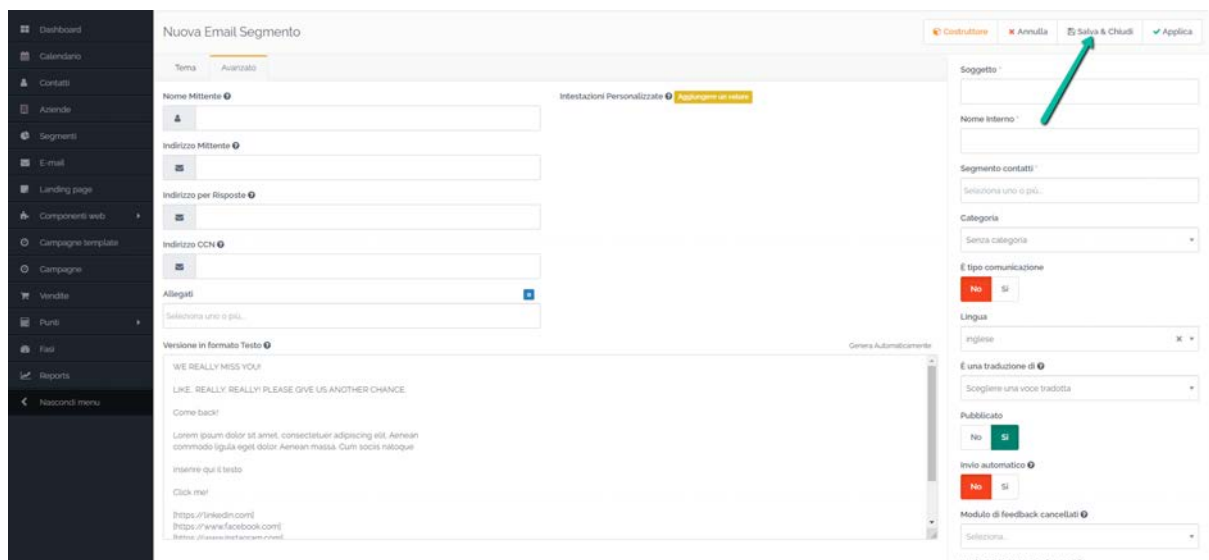 Dashboard
Calendario
Contatti
Aziende
Segmenti
E-mail
Landing page
Componenti web
Campagne template
Campagne
Vendite
Punti
Fasi
Reports
Nascondi menu
Nuova Email Segmento
Costruttore
Annulla
Salva & Chiudi
Applica
Tema
Avanzato
Nome Mittente
Indirizzo Mittente
Indirizzo per Risposte
Indirizzo CCN
Allegati
Seleziona uno o più...
Versione in formato Testo
Genera Automaticamente
WE REALLY MISS YOU!
LIKE, REALLY, REALLY! PLEASE GIVE US ANOTHER CHANCE.
Come back!
Lorem ipsum dolor sit amet, consectetuer adipiscing elit. Aenean
commodo ligula eget dolor. Aenean massa. Cum sociis natoque
Inserire qui il testo
Click me!
[https://linkedin.com]
[https://www.facebook.com]
[https://www.instagram.com]
Intestazioni Personalizzate
Aggiungere un valore
Soggetto *
Nome Interno *
Segmento contatti *
Seleziona uno o più...
Categoria
Senza categoria
È tipo comunicazione
No
Sì
Lingua
inglese
È una traduzione di
Scegliere una voce tradotta
Pubblicato
No
Sì
Invio automatico
No
Sì
Modulo di feedback cancellati
Seleziona...